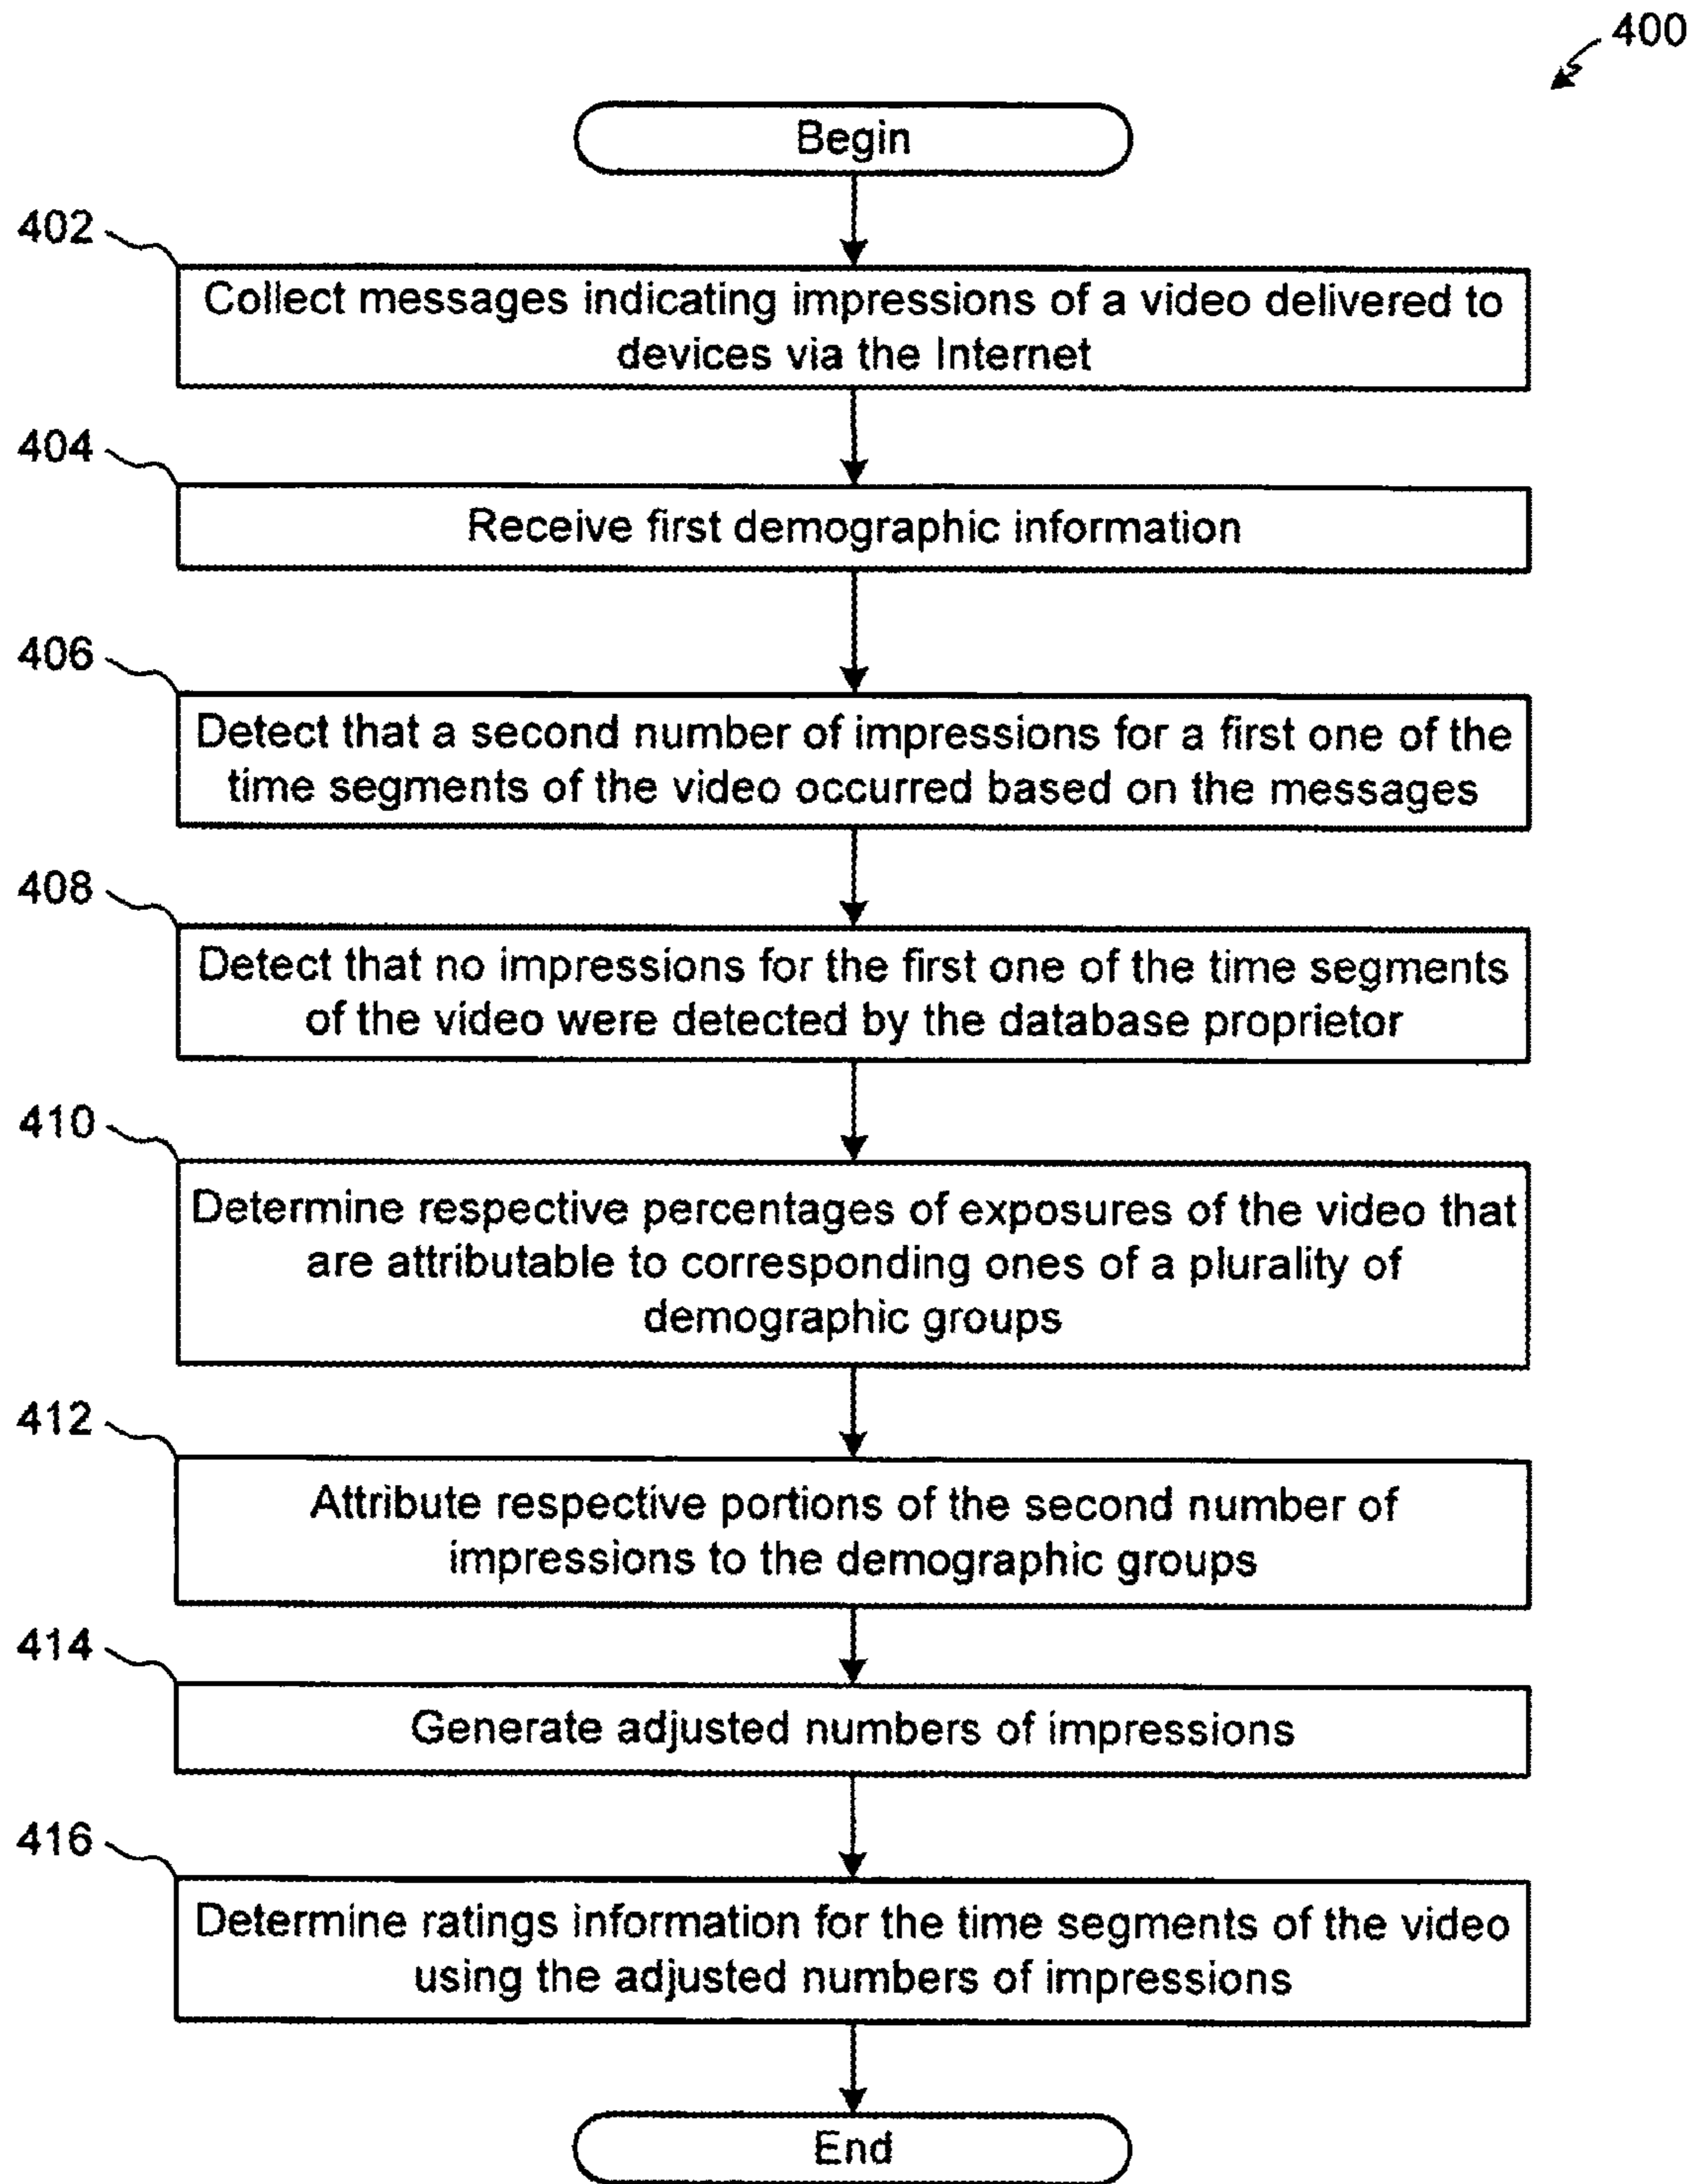 400
Begin
402
Collect messages indicating impressions of a video delivered to
devices via the Internet
404
Receive first demographic information
406
Detect that a second number of impressions for a first one of the
time segments of the video occurred based on the messages
408
Detect that no impressions for the first one of the time segments
of the video were detected by the database proprietor
410
Determine respective percentages of exposures of the video that
are attributable to corresponding ones of a plurality of
demographic groups
412
Attribute respective portions of the second number of
impressions to the demographic groups
414
Generate adjusted numbers of impressions
416
Determine ratings information for the time segments of the video
using the adjusted numbers of impressions
End